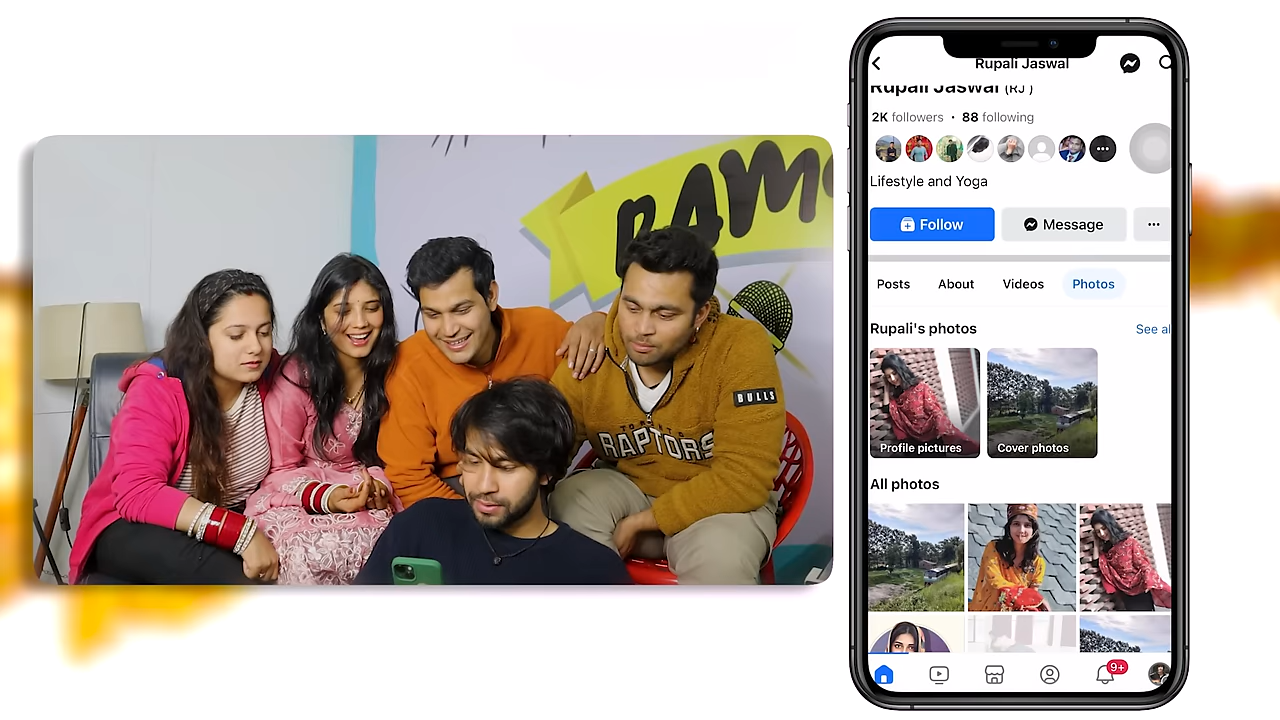 BULLS
RAPTORS
Rupali Jaswal
Rupali Jaswal (RJ )
2K followers · 88 following
Lifestyle and Yoga
Follow
Message
Posts
About
Videos
Photos
Rupali's photos
See al
Profile pictures
Cover photos
All photos
9+